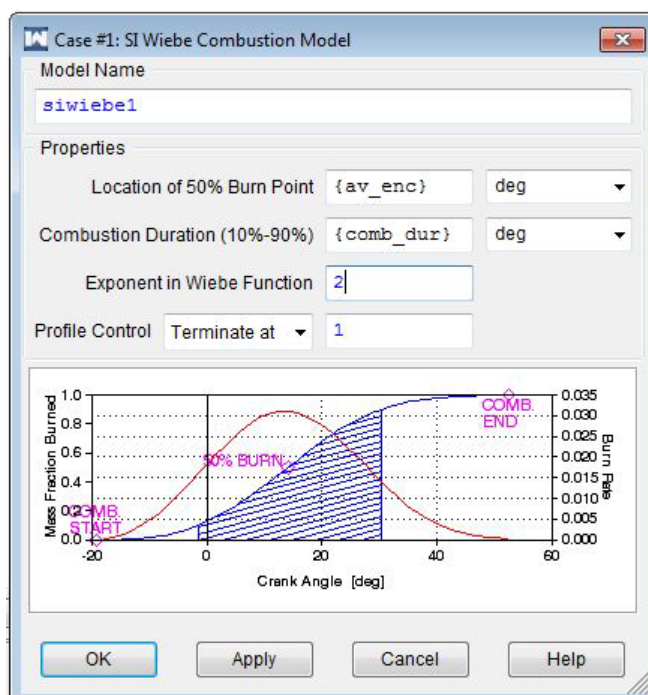 Case #1: SI Wiebe Combustion Model
Model Name
siwiebe1
Properties
Location of 50% Burn Point {av_enc} deg
Combustion Duration (10%-90%) {comb_dur} deg
Exponent in Wiebe Function 2
Profile Control Terminate at 1
Mass Fraction Burned
1.0
0.8
0.6
0.4
0.2
0.0
COMB. START
50% BURN
COMB. END
0.035
0.030
0.025
0.020
0.015
0.010
0.005
0.000
Burn Rate
-20 0 20 40 60
Crank Angle [deg]
OK Apply Cancel Help